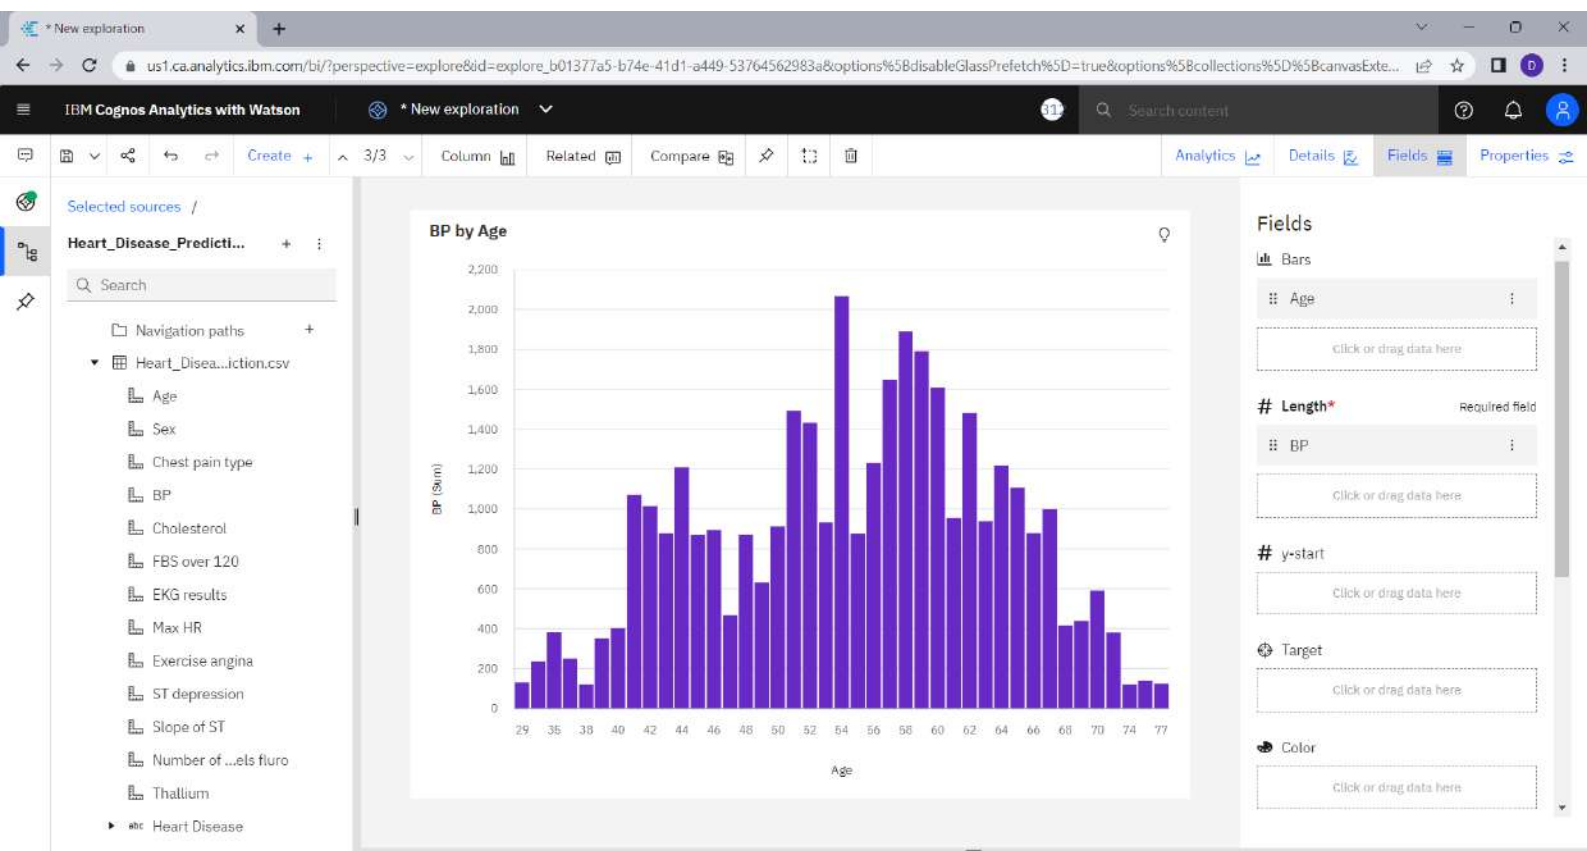 * New exploration
us1.ca.analytics.ibm.com/bi/?perspective=explore&id=explore_b01377a5-b74e-41d1-a449-53764562983a&options%5BdisableGlassPrefetch%5D=true&options%5Bcollections%5D%5BcanvasExte...
D
IBM Cognos Analytics with Watson
* New exploration
Search content
Create +
3/3
Column
Related
Compare
Analytics
Details
Fields
Properties
Selected sources /
Heart_Disease_Predicti...
Search
Navigation paths
Heart_Disea...iction.csv
Age
Sex
Chest pain type
BP
Cholesterol
FBS over 120
EKG results
Max HR
Exercise angina
ST depression
Slope of ST
Number of ...els fluro
Thallium
abc Heart Disease
BP by Age
2,200
2,000
1,800
1,600
1,400
1,200
1,000
800
600
400
200
0
BP (Sum)
29 35 38 40 42 44 46 48 50 52 54 56 58 60 62 64 66 68 70 74 77
Age
Fields
Bars
Age
Click or drag data here
# Length* Required field
BP
Click or drag data here
# y-start
Click or drag data here
Target
Click or drag data here
Color
Click or drag data here